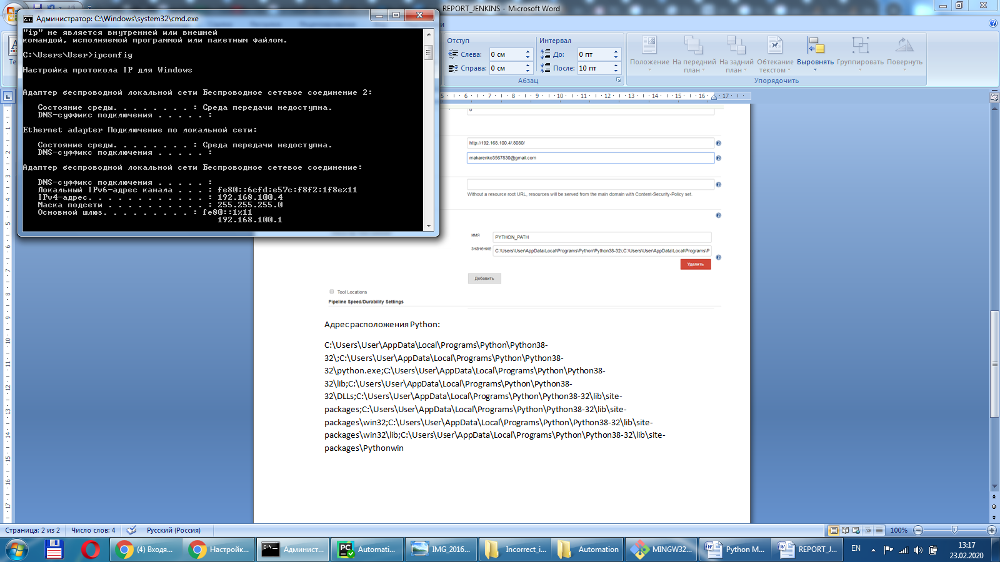 REPORT_JENKINS - Microsoft Word
Администратор: C:\Windows\system32\cmd.exe
"ip" не является внутренней или внешней
командой, исполняемой программой или пакетным файлом.
C:\Users\User>ipconfig
Настройка протокола IP для Windows
Адаптер беспроводной локальной сети Беспроводное сетевое соединение 2:
Состояние среды. . . . . . . . : Среда передачи недоступна.
DNS-суффикс подключения . . . . . :
Ethernet adapter Подключение по локальной сети:
Состояние среды. . . . . . . . : Среда передачи недоступна.
DNS-суффикс подключения . . . . . :
Адаптер беспроводной локальной сети Беспроводное сетевое соединение:
DNS-суффикс подключения . . . . . :
Локальный IPv6-адрес канала . . . : fe80::6cfd:e57c:f8f2:1f8e%11
IPv4-адрес. . . . . . . . . . . . : 192.168.100.4
Маска подсети . . . . . . . . . . : 255.255.255.0
Основной шлюз. . . . . . . . . : fe80::1%11
192.168.100.1
Отступ
Интервал
Слева: 0 см
До: 0 пт
Справа: 0 см
После: 10 пт
Абзац
Положение
На передний план
На задний план
Обтекание текстом
Выровнять
Группировать
Повернуть
Упорядочить
5 6 7 8 9 10 11 12 13 14 15 16 17
0
http://192.168.100.4/:8080/
makarenko3567830@gmail.com
Without a resource root URL, resources will be served from the main domain with Content-Security-Policy set.
имя
PYTHON_PATH
значение
C:\Users\User\AppData\Local\Programs\Python\Python38-32\;C:\Users\User\AppData\Local\Programs\P
Удалить
Добавить
Tool Locations
Pipeline Speed/Durability Settings
Адрес расположения Python:
C:\Users\User\AppData\Local\Programs\Python\Python38-
32\;C:\Users\User\AppData\Local\Programs\Python\Python38-
32\python.exe;C:\Users\User\AppData\Local\Programs\Python\Python38-
32\lib;C:\Users\User\AppData\Local\Programs\Python\Python38-
32\DLLs;C:\Users\User\AppData\Local\Programs\Python\Python38-32\lib\site-
packages;C:\Users\User\AppData\Local\Programs\Python\Python38-32\lib\site-
packages\win32;C:\Users\User\AppData\Local\Programs\Python\Python38-32\lib\site-
packages\win32\lib;C:\Users\User\AppData\Local\Programs\Python\Python38-32\lib\site-
packages\Pythonwin
Страница: 2 из 2
Число слов: 4
Русский (Россия)
100%
(4) Входя...
Настройк...
Админист...
Automati...
IMG_2016...
Incorrect_i...
Automation
MINGW32...
Python M...
REPORT_J...
EN
13:17
23.02.2020